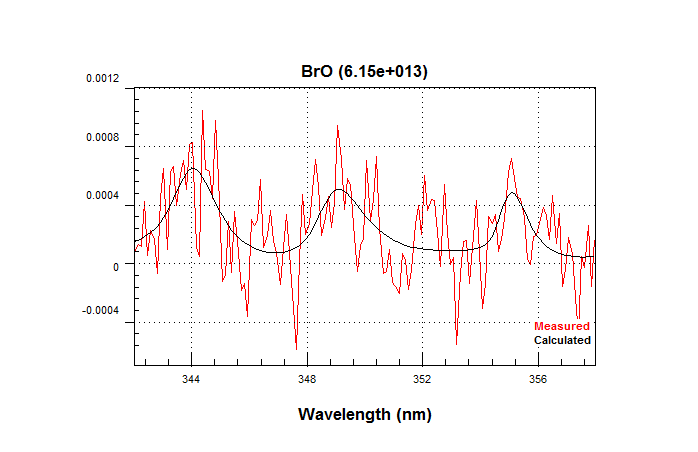 BrO (6.15e+013)
0.0012
0.0008
0.0004
0
-0.0004
Measured
Calculated
344
348
352
356
Wavelength (nm)